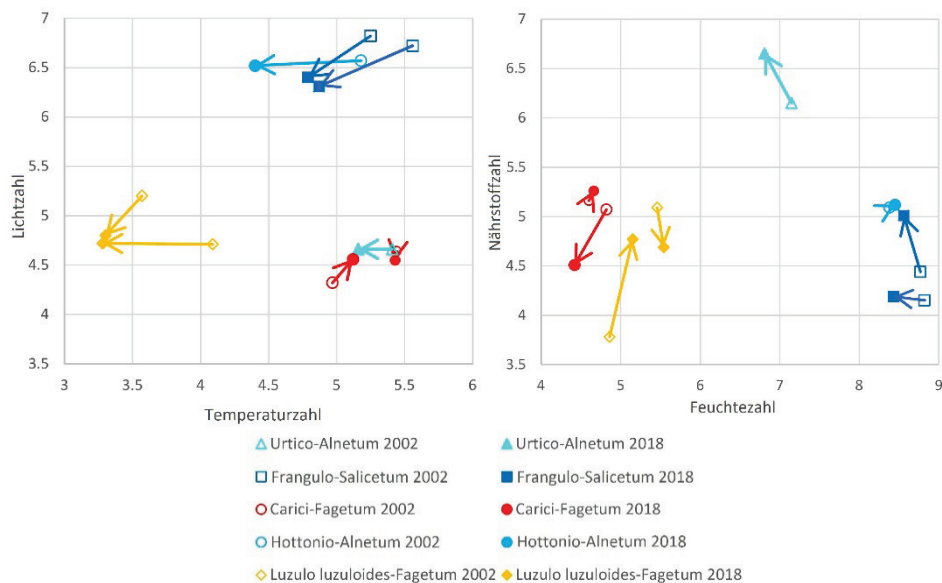 7
6.5
6
5.5
5
4.5
4
3.5
Lichtzahl
3 3.5 4 4.5 5 5.5 6
Temperaturzahl
7
6.5
6
5.5
5
4.5
4
3.5
Nährstoffzahl
4 5 6 7 8 9
Feuchtezahl
Urtico-Alnetum 2002 Urtico-Alnetum 2018
Frangulo-Salicetum 2002 Frangulo-Salicetum 2018
Carici-Fagetum 2002 Carici-Fagetum 2018
Hottonio-Alnetum 2002 Hottonio-Alnetum 2018
Luzulo luzuloides-Fagetum 2002 Luzulo luzuloides-Fagetum 2018